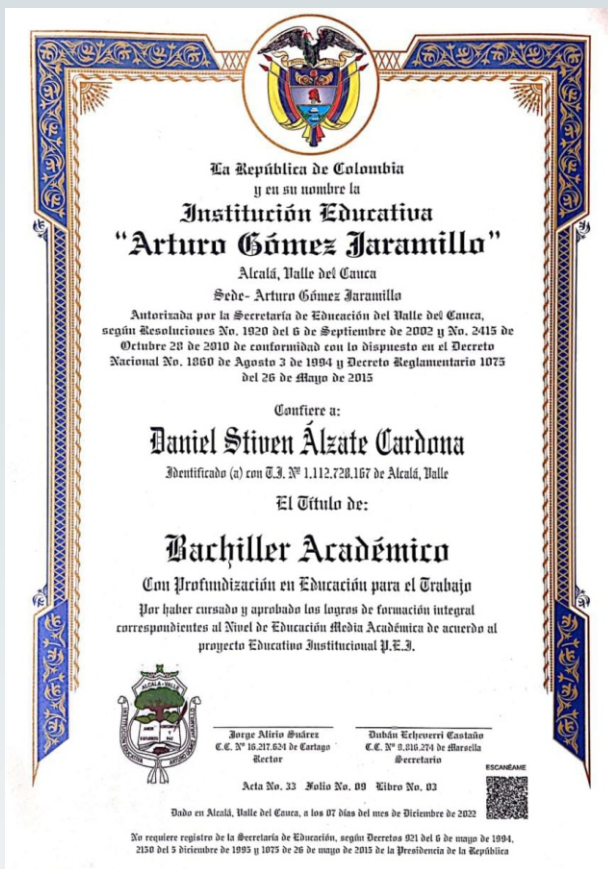 La República de Colombia
y en su nombre la
Institución Educativa
“Arturo Gómez Jaramillo”
Alcalá, Valle del Cauca
Sede- Arturo Gómez Jaramillo
Autorizada por la Secretaría de Educación del Valle del Cauca,
según Resoluciones No. 1920 del 6 de Septiembre de 2002 y No. 2415 de
Octubre 28 de 2010 de conformidad con lo dispuesto en el Decreto
Nacional No. 1860 de Agosto 3 de 1994 y Decreto Reglamentario 1075
del 26 de Mayo de 2015
Confiere a:
Daniel Stiven Álzate Cardona
Identificado (a) con T.I. Nº 1.112.728.167 de Alcalá, Valle
El Título de:
Bachiller Académico
Con Profundización en Educación para el Trabajo
Por haber cursado y aprobado los logros de formación integral
correspondientes al Nivel de Educación Media Académica de acuerdo al
proyecto Educativo Institucional P.E.I.
ALCALÁ - VALLE
INSTITUCIÓN EDUCATIVA
ARTURO GÓMEZ JARAMILLO
Jorge Alirio Suárez
C.C. Nº 16.217.624 de Cartago
Rector
Dubán Echeverri Castaño
C.C. Nº 9.816.274 de Marsella
Secretario
ESCANÉAME
Acta No. 33 Folio No. 09 Libro No. 03
Dado en Alcalá, Valle del Cauca, a los 07 días del mes de Diciembre de 2022
No requiere registro de la Secretaría de Educación, según Decretos 921 del 6 de mayo de 1994,
2150 del 5 diciembre de 1995 y 1075 de 26 de mayo de 2015 de la Presidencia de la República